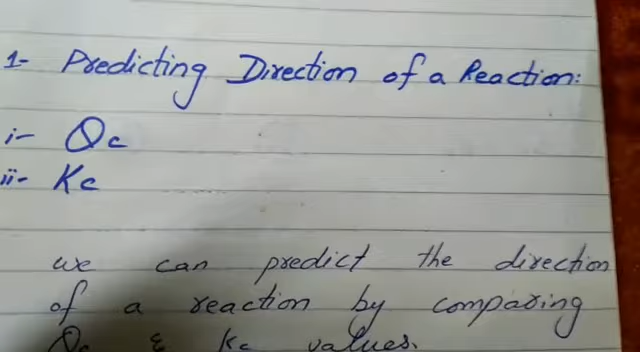 1- Predicting Direction of a Reaction:
i- Qc
ii- Kc
we can predict the direction
of a reaction by comparing
Qc & Kc values.